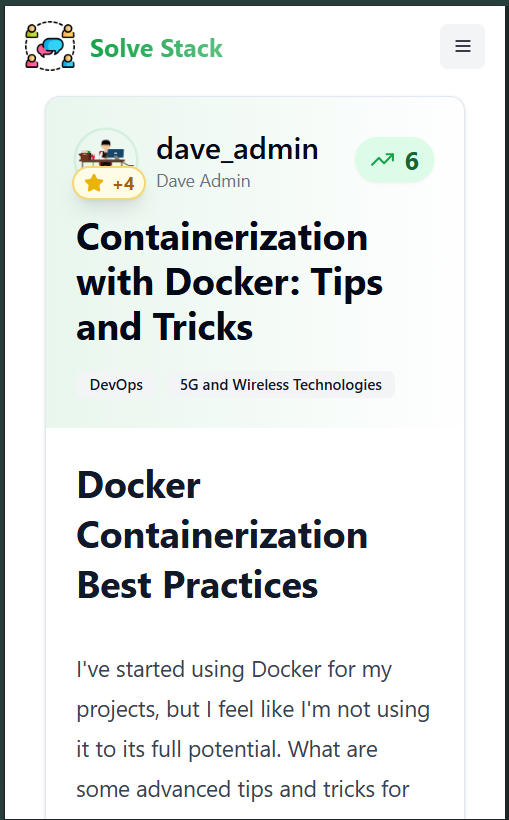 Solve Stack
dave_admin
Dave Admin
+4
6
Containerization
with Docker: Tips
and Tricks
DevOps
5G and Wireless Technologies
Docker
Containerization
Best Practices
I've started using Docker for my
projects, but I feel like I'm not using
it to its full potential. What are
some advanced tips and tricks for